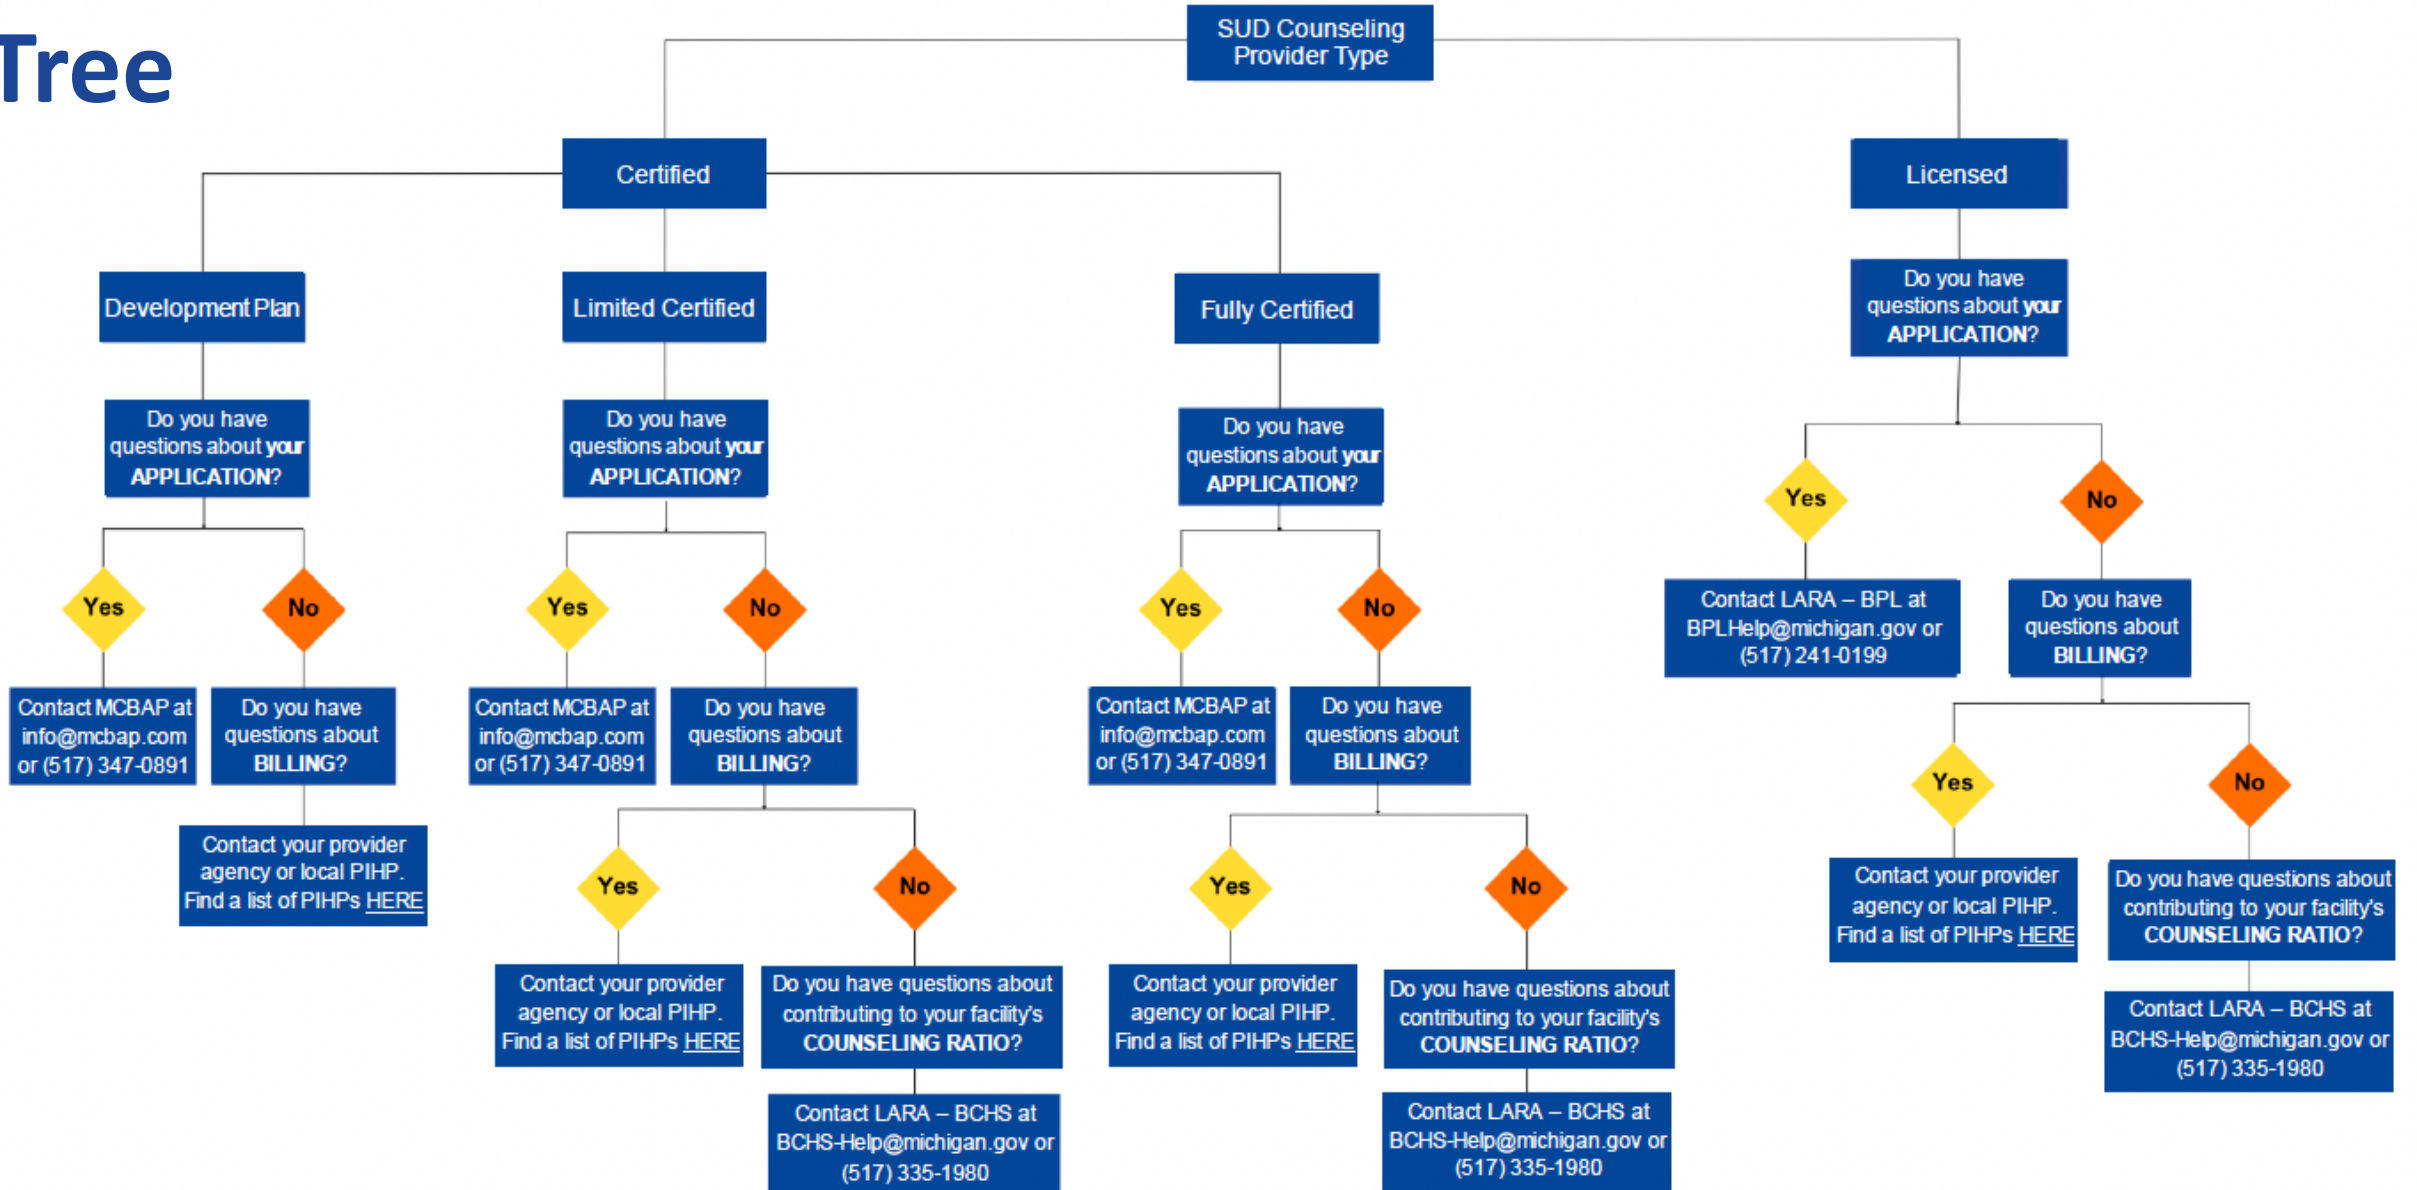 Tree
SUD Counseling
Provider Type
Certified
Licensed
Development Plan
Limited Certified
Fully Certified
Do you have
questions about your
APPLICATION?
Do you have
questions about your
APPLICATION?
Do you have
questions about your
APPLICATION?
Do you have
questions about your
APPLICATION?
Yes
No
Yes
No
Yes
No
Yes
No
Contact MCBAP at
info@mcbap.com
or (517) 347-0891
Do you have
questions about
BILLING?
Contact your provider
agency or local PIHP.
Find a list of PIHPs HERE
Contact MCBAP at
info@mcbap.com
or (517) 347-0891
Do you have
questions about
BILLING?
Yes
No
Contact your provider
agency or local PIHP.
Find a list of PIHPs HERE
Do you have questions about
contributing to your facility's
COUNSELING RATIO?
Contact LARA – BCHS at
BCHS-Help@michigan.gov or
(517) 335-1980
Contact MCBAP at
info@mcbap.com
or (517) 347-0891
Do you have
questions about
BILLING?
Yes
No
Contact your provider
agency or local PIHP.
Find a list of PIHPs HERE
Do you have questions about
contributing to your facility's
COUNSELING RATIO?
Contact LARA – BCHS at
BCHS-Help@michigan.gov or
(517) 335-1980
Contact LARA – BPL at
BPLHelp@michigan.gov or
(517) 241-0199
Do you have
questions about
BILLING?
Yes
No
Contact your provider
agency or local PIHP.
Find a list of PIHPs HERE
Do you have questions about
contributing to your facility's
COUNSELING RATIO?
Contact LARA – BCHS at
BCHS-Help@michigan.gov or
(517) 335-1980